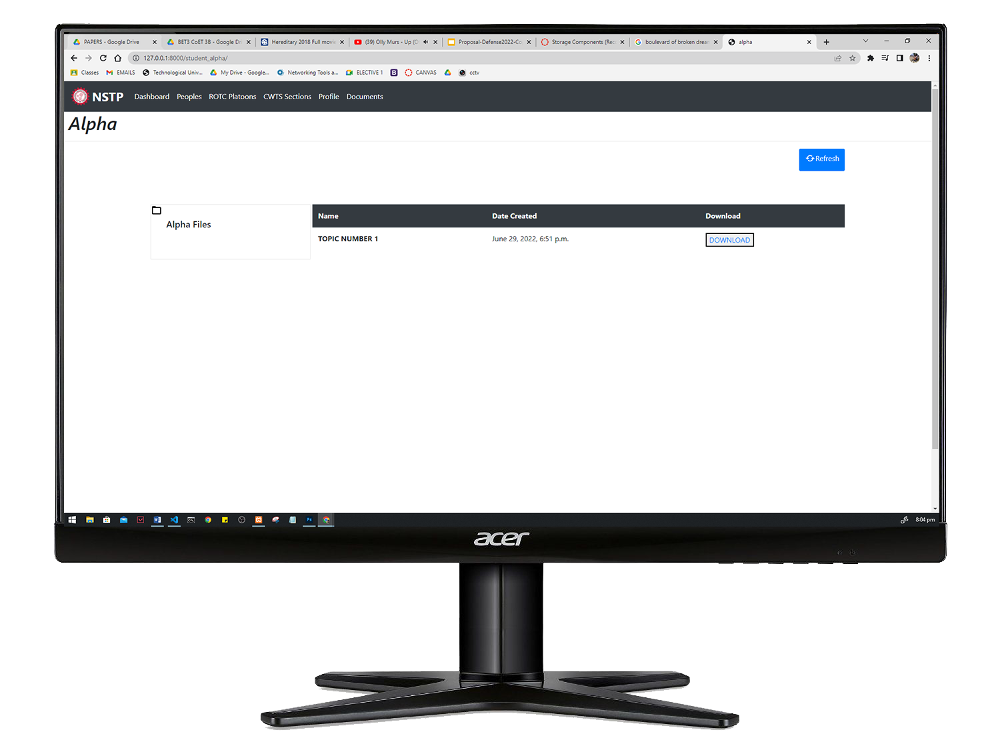 PAPERS - Google Drive
BET3 CoET 3B - Google Dr
Hereditary 2018 Full movie
(39) Olly Murs - Up (O
Proposal-Defense2022-Co
Storage Components (Rec
boulevard of broken drear
alpha
127.0.0.1:8000/student_alpha/
Classes
EMAILS
Technological Univ...
My Drive - Google...
Networking Tools a...
ELECTIVE 1
B
CANVAS
cctv
NSTP
Dashboard
Peoples
ROTC Platoons
CWTS Sections
Profile
Documents
Alpha
Refresh
Alpha Files
Name Date Created Download
TOPIC NUMBER 1 June 29, 2022, 6:51 p.m. DOWNLOAD
Ps
8:04 pm
acer